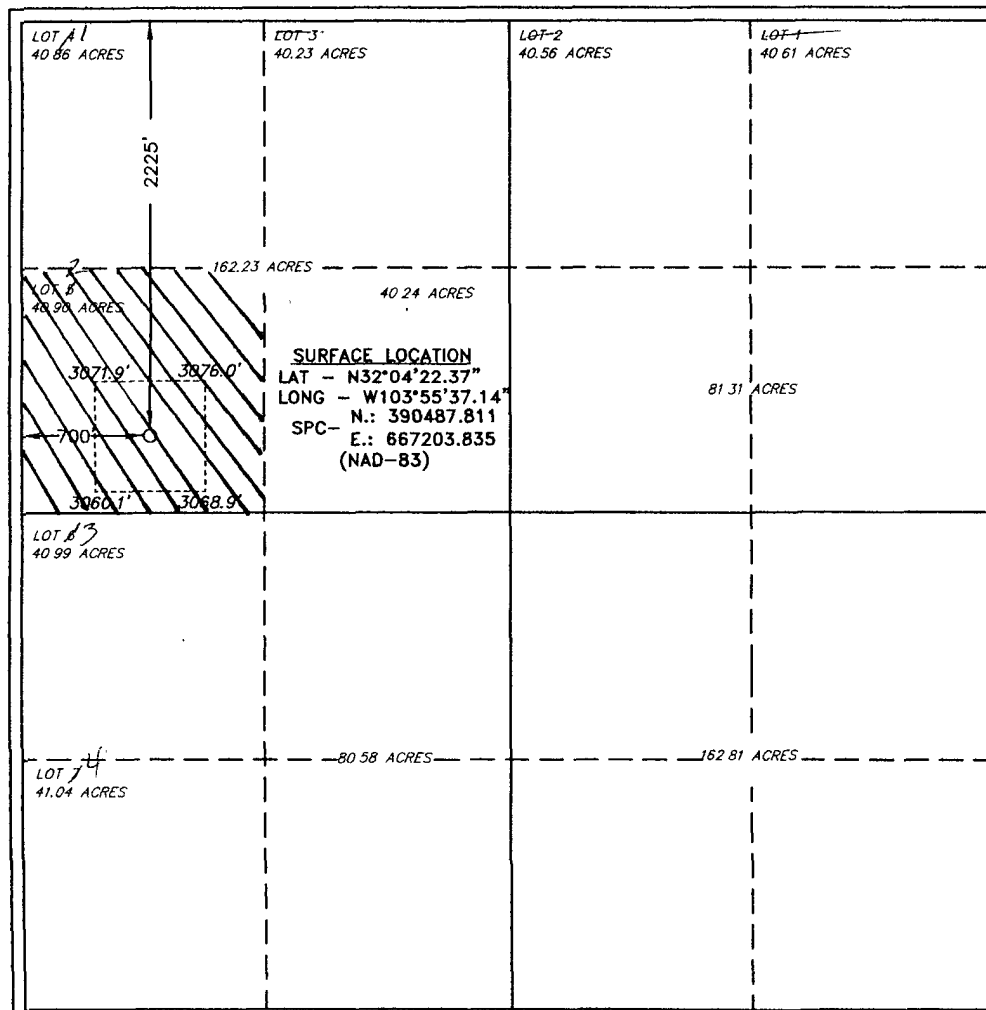 LOT 4 1
40 86 ACRES
LOT 3
40.23 ACRES
LOT 2
40.56 ACRES
LOT 1
40 61 ACRES
2225'
2
162.23 ACRES
LOT 5
40.90 ACRES
40 24 ACRES
SURFACE LOCATION
LAT – N32°04'22.37"
LONG – W103°55'37.14"
SPC– N.: 390487.811
E.: 667203.835
(NAD–83)
3071.9'
3076.0'
81 31 ACRES
700
3060.1'
3068.9'
LOT 6 3
40 99 ACRES
LOT 7 4
41.04 ACRES
80 58 ACRES
162 81 ACRES